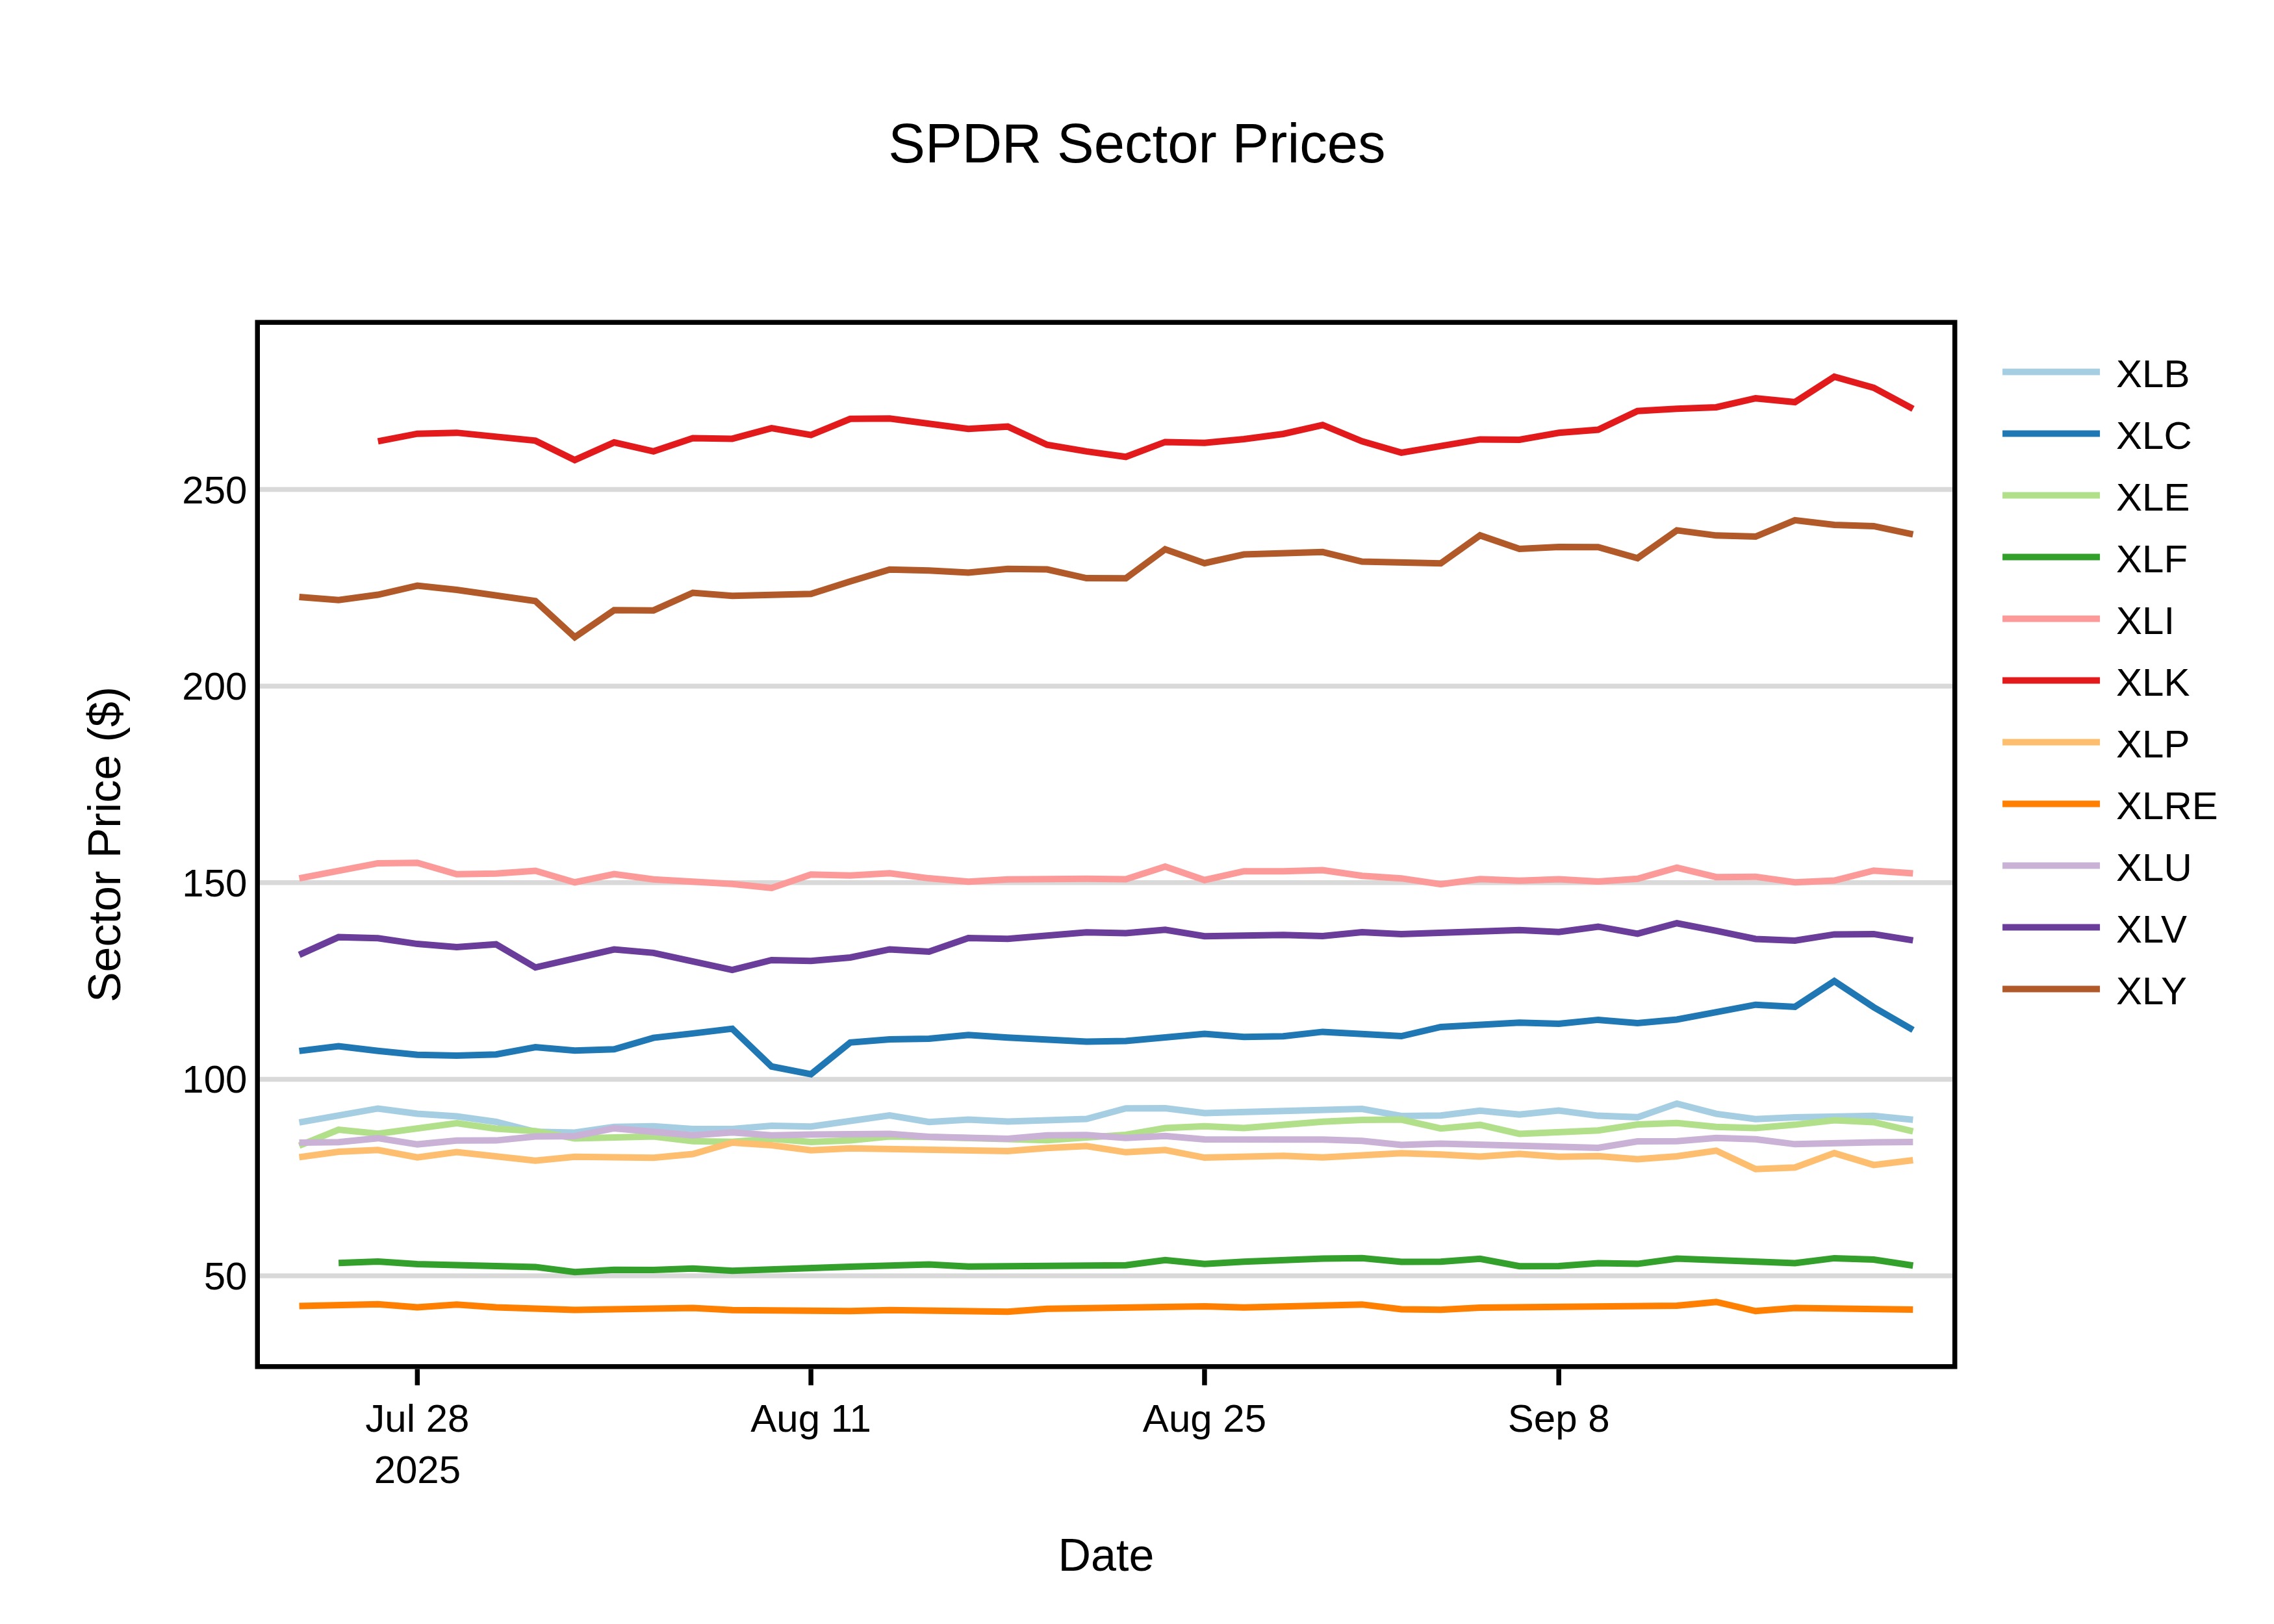 SPDR Sector Prices
Sector Price ($)
250
200
150
100
50
Jul 28
2025
Aug 11
Aug 25
Sep 8
Date
XLB
XLC
XLE
XLF
XLI
XLK
XLP
XLRE
XLU
XLV
XLY